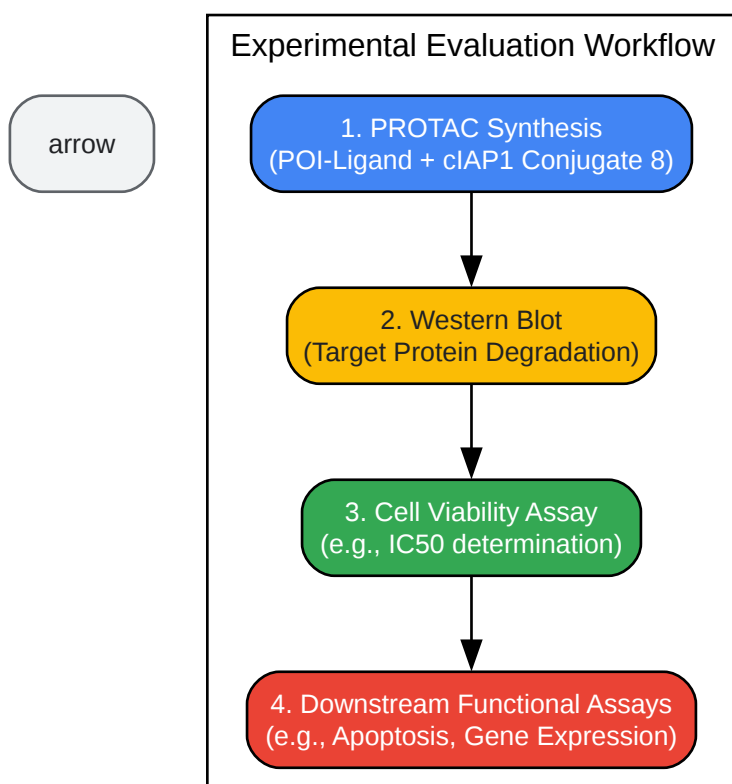 Experimental Evaluation Workflow
arrow
1. PROTAC Synthesis
(POI-Ligand + cIAP1 Conjugate 8)
2. Western Blot
(Target Protein Degradation)
3. Cell Viability Assay
(e.g., IC50 determination)
4. Downstream Functional Assays
(e.g., Apoptosis, Gene Expression)